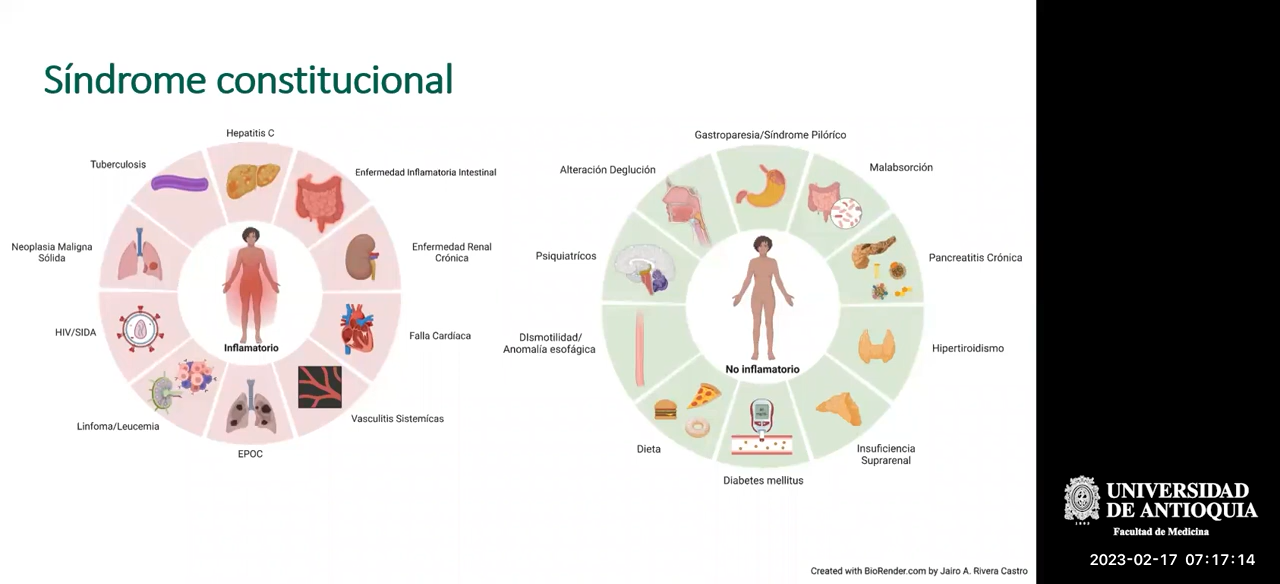 Síndrome constitucional
Hepatitis C
Tuberculosis
Enfermedad Inflamatoria Intestinal
Neoplasia Maligna
Sólida
Enfermedad Renal
Crónica
HIV/SIDA
Falla Cardíaca
Inflamatorio
Linfoma/Leucemia
Vasculitis Sistemícas
EPOC
Gastroparesia/Síndrome Pilórico
Alteración Deglución
Malabsorción
Psiquiatrícos
Pancreatitis Crónica
DIsmotilidad/
Anomalía esofágica
Hipertiroidismo
No inflamatorio
Dieta
Insuficiencia
Suprarenal
Diabetes mellitus
Created with BioRender.com by Jairo A. Rivera Castro
UNIVERSIDAD
DE ANTIOQUIA
1803
Facultad de Medicina
2023-02-17 07:17:14